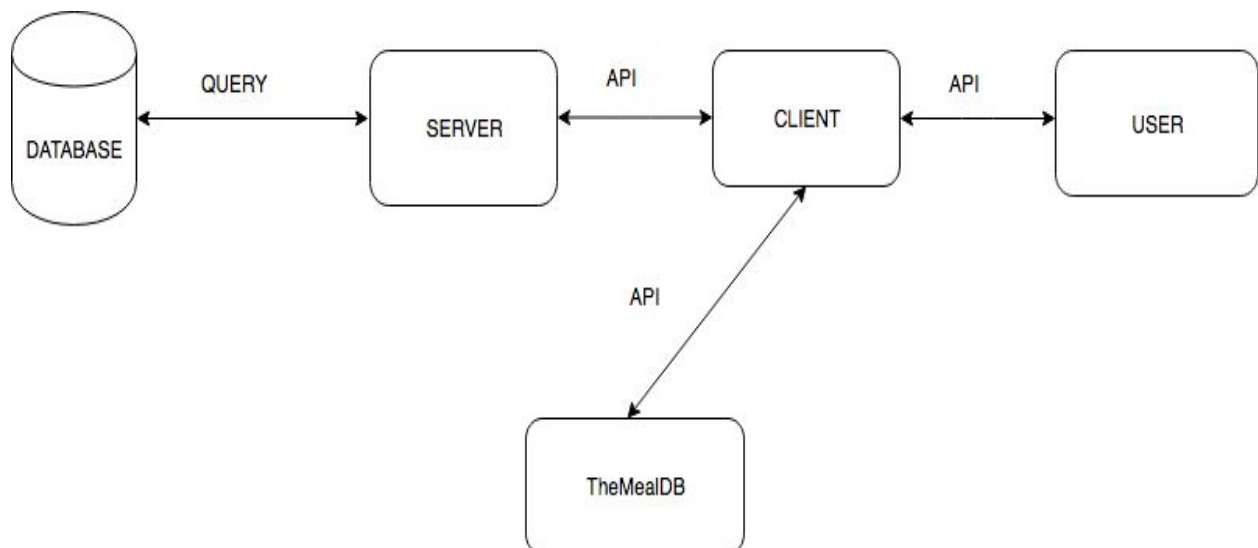 DATABASE
QUERY
SERVER
API
CLIENT
API
USER
API
TheMealDB